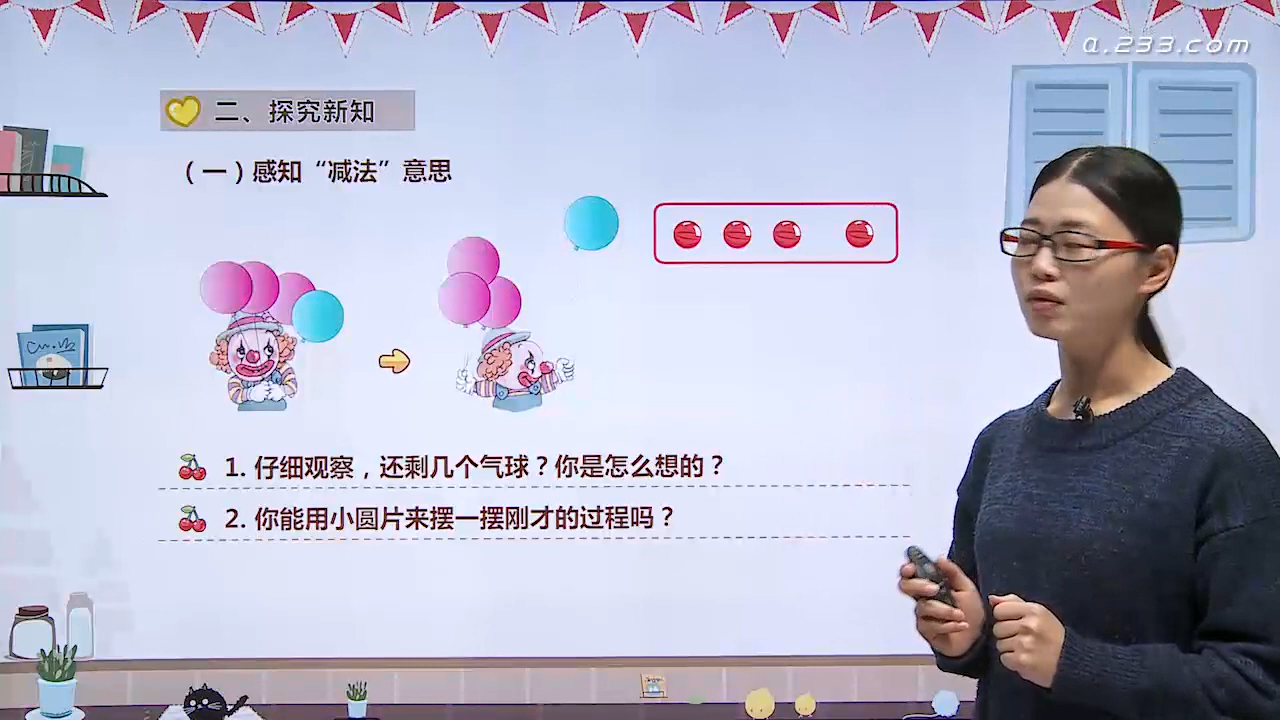 a.233.com
二、探究新知
（一）感知“减法”意思
1. 仔细观察，还剩几个气球？你是怎么想的？
2. 你能用小圆片来摆一摆刚才的过程吗？